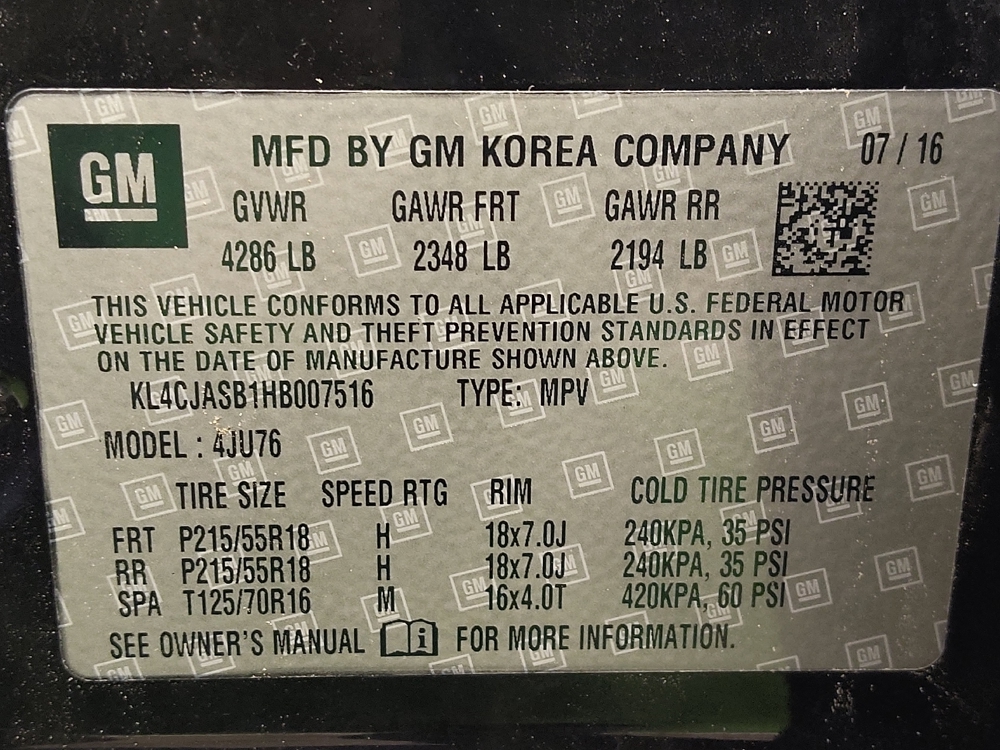 GM MFD BY GM KOREA COMPANY 07 / 16
GVWR GAWR FRT GAWR RR
4286 LB 2348 LB 2194 LB
THIS VEHICLE CONFORMS TO ALL APPLICABLE U.S. FEDERAL MOTOR
VEHICLE SAFETY AND THEFT PREVENTION STANDARDS IN EFFECT
ON THE DATE OF MANUFACTURE SHOWN ABOVE.
KL4CJASB1HB007516 TYPE: MPV
MODEL : 4JU76
TIRE SIZE SPEED RTG RIM COLD TIRE PRESSURE
FRT P215/55R18 H 18x7.0J 240KPA, 35 PSI
RR P215/55R18 H 18x7.0J 240KPA, 35 PSI
SPA T125/70R16 M 16x4.0T 420KPA, 60 PSI
SEE OWNER'S MANUAL FOR MORE INFORMATION.